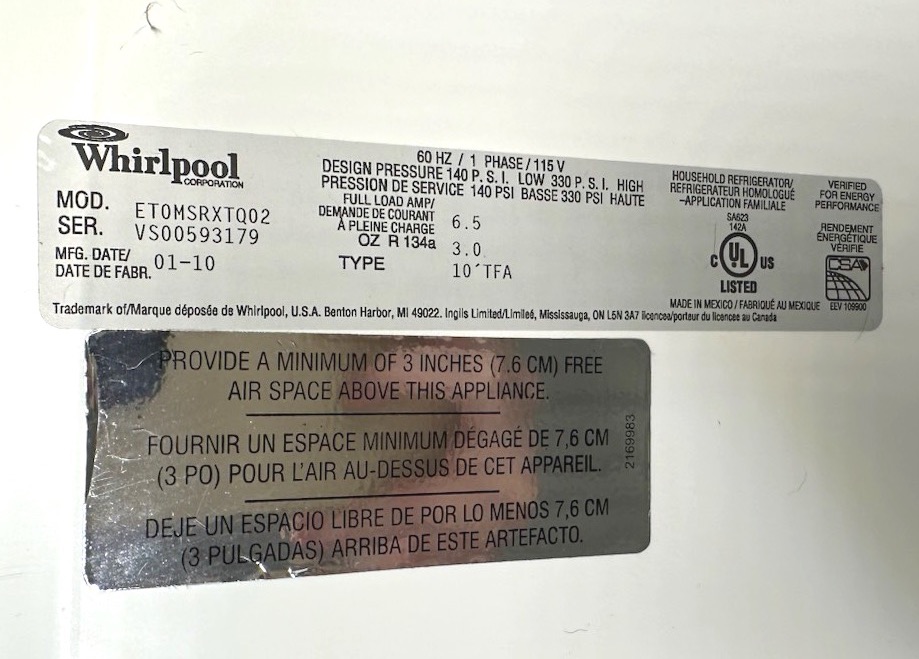 Whirlpool
CORPORATION
MOD. ET0MSRXTQ02
SER. VS00593179
MFG. DATE/
DATE DE FABR. 01-10
60 HZ / 1 PHASE / 115 V
DESIGN PRESSURE 140 P. S. I. LOW 330 P. S. I. HIGH
PRESSION DE SERVICE 140 PSI BASSE 330 PSI HAUTE
FULL LOAD AMP/
DEMANDE DE COURANT
À PLEINE CHARGE 6.5
OZ R 134a 3.0
TYPE 10'TFA
HOUSEHOLD REFRIGERATOR/
REFRIGERATEUR HOMOLOGUÉ
-APPLICATION FAMILIALE
SA623
142A
C UL US
LISTED
MADE IN MEXICO / FABRIQUÉ AU MEXIQUE
VERIFIED
FOR ENERGY
PERFORMANCE
RENDEMENT
ÉNERGÉTIQUE
VÉRIFIÉ
CSA
EEV 109900
Trademark of/Marque déposée de Whirlpool, U.S.A. Benton Harbor, MI 49022. Inglis Limited/Limileé, Mississauga, ON L5N 3A7 licencea/porteur du licencee au Canada
PROVIDE A MINIMUM OF 3 INCHES (7.6 CM) FREE
AIR SPACE ABOVE THIS APPLIANCE.
FOURNIR UN ESPACE MINIMUM DÉGAGÉ DE 7,6 CM
(3 PO) POUR L'AIR AU-DESSUS DE CET APPAREIL.
DEJE UN ESPACIO LIBRE DE POR LO MENOS 7,6 CM
(3 PULGADAS) ARRIBA DE ESTE ARTEFACTO.
2169983